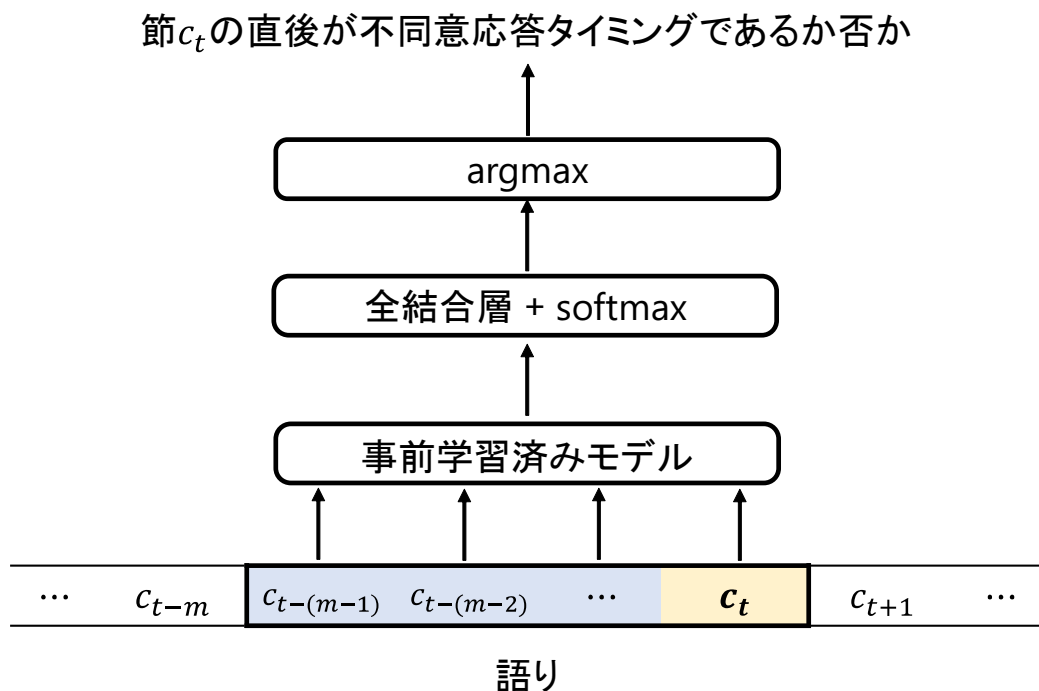 節c_tの直後が不同意応答タイミングであるか否か
argmax
全結合層 + softmax
事前学習済みモデル
… c_{t-m} c_{t-(m-1)} c_{t-(m-2)} … c_t c_{t+1} …
語り